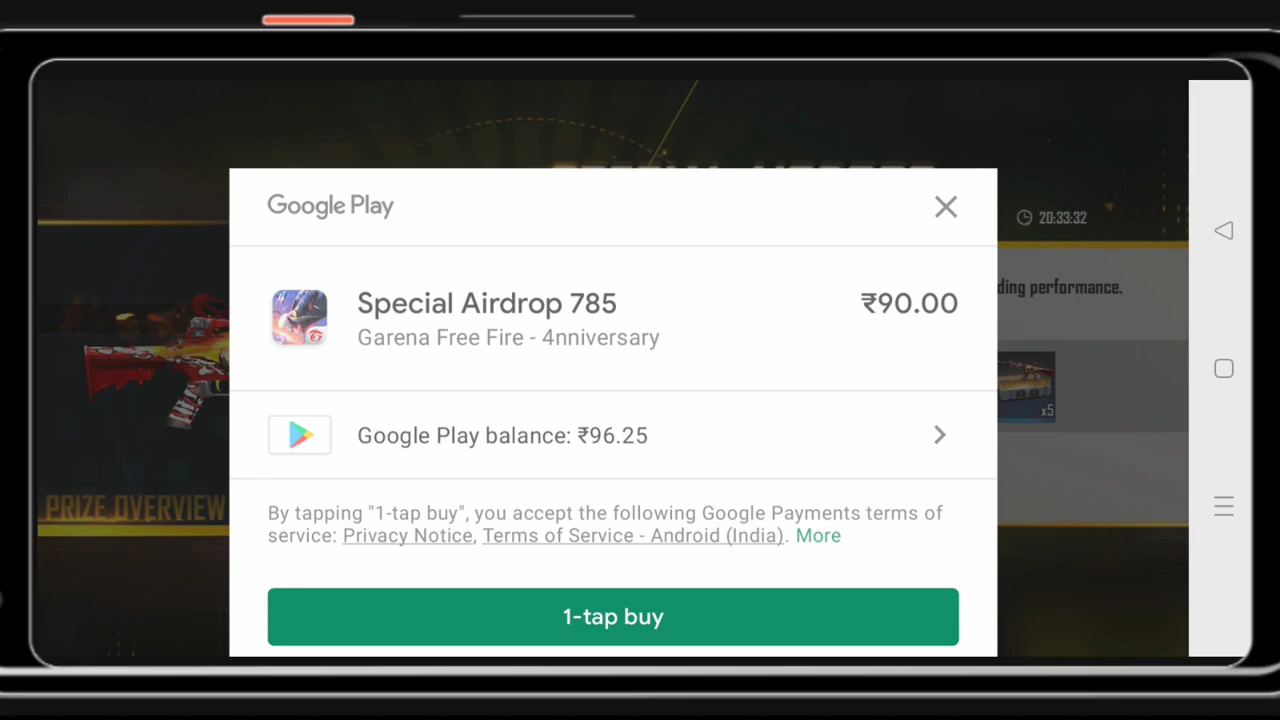 Google Play
20:33:32
Special Airdrop 785
₹90.00
Garena Free Fire - 4nniversary
ding performance.
x5
Google Play balance: ₹96.25
PRIZE OVERVIEW
By tapping "1-tap buy", you accept the following Google Payments terms of
service: Privacy Notice, Terms of Service - Android (India). More
1-tap buy